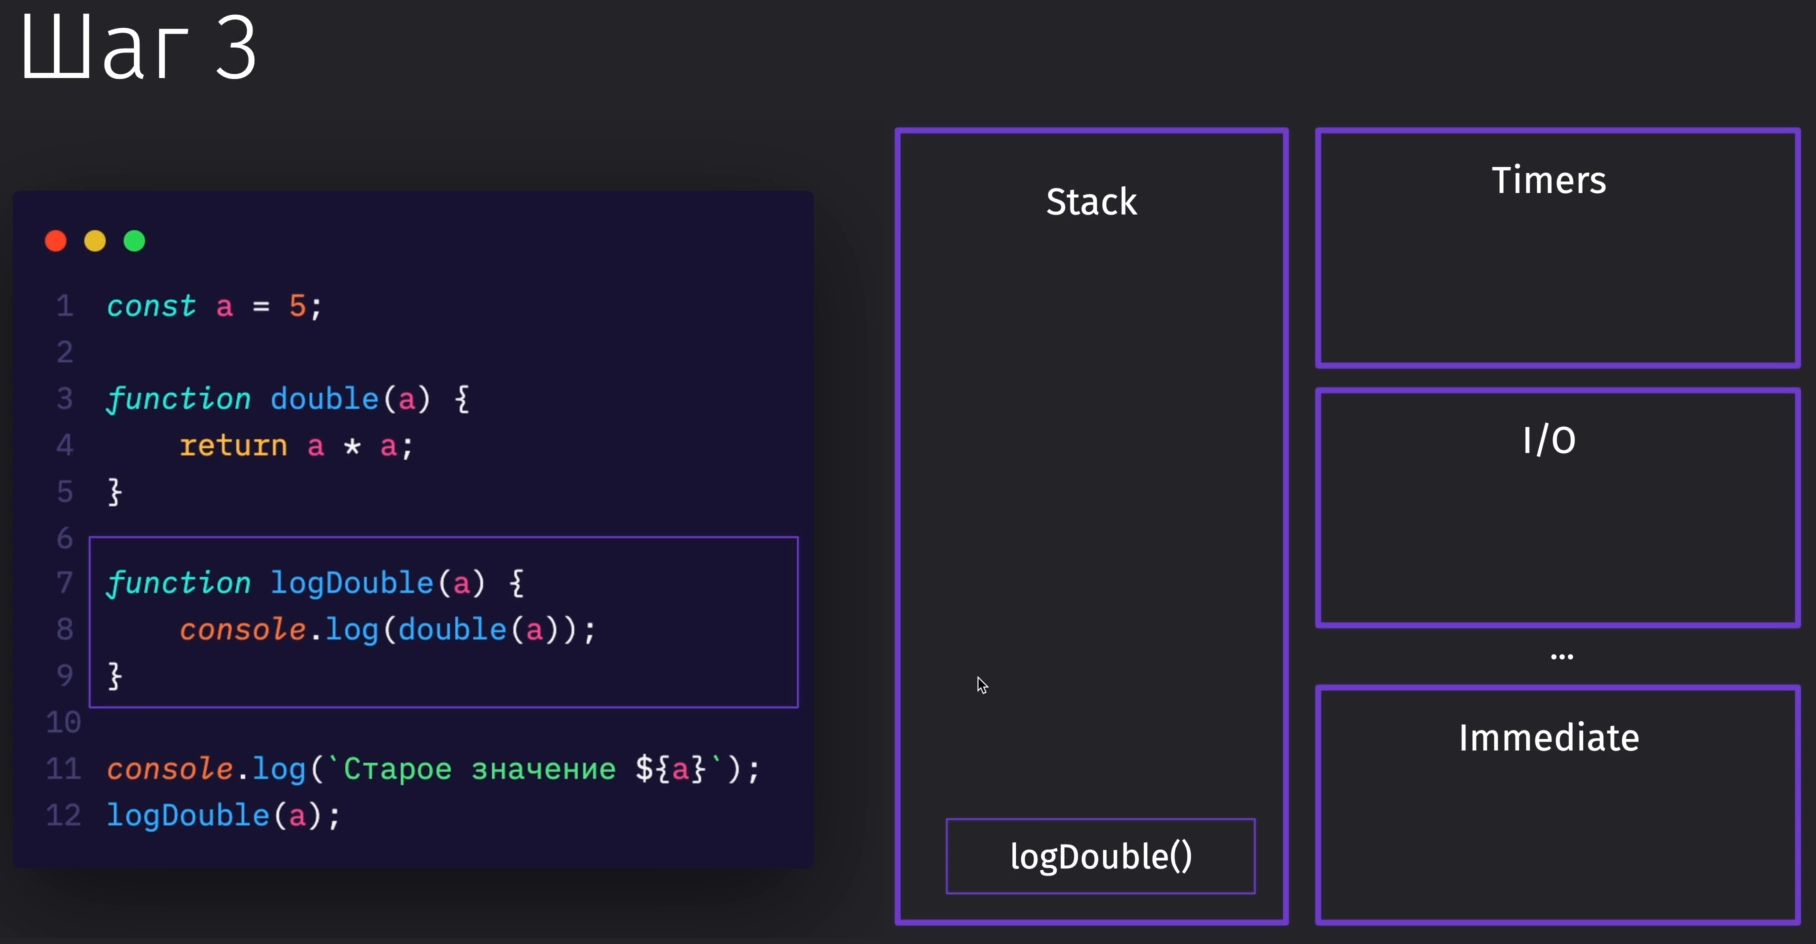 Шаг 3
1 const a = 5;
2
3 function double(a) {
4     return a * a;
5 }
6
7 function logDouble(a) {
8     console.log(double(a));
9 }
10
11 console.log(`Старое значение ${a}`);
12 logDouble(a);
Stack
logDouble()
Timers
I/O
...
Immediate